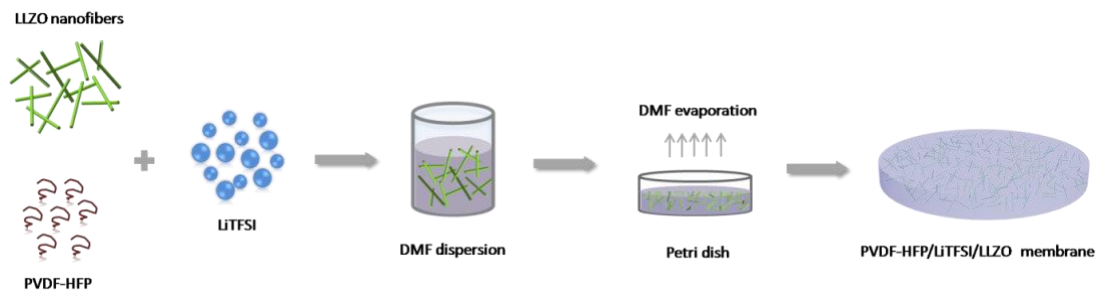 LLZO nanofibers
PVDF-HFP
LiTFSI
DMF dispersion
DMF evaporation
Petri dish
PVDF-HFP/LiTFSI/LLZO membrane